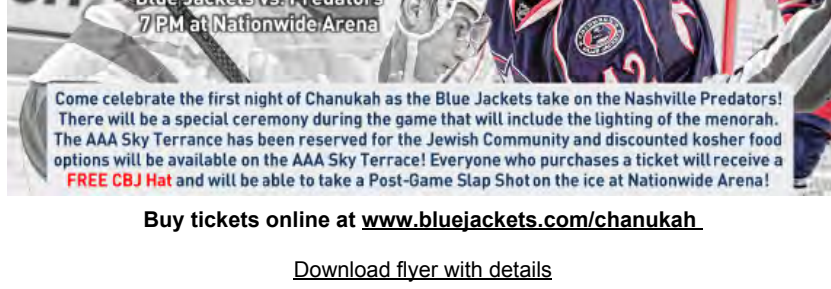 Blue Jackets vs. Predators
7 PM at Nationwide Arena
Come celebrate the first night of Chanukah as the Blue Jackets take on the Nashville Predators!
There will be a special ceremony during the game that will include the lighting of the menorah.
The AAA Sky Terrance has been reserved for the Jewish Community and discounted kosher food
options will be available on the AAA Sky Terrace! Everyone who purchases a ticket will receive a
FREE CBJ Hat and will be able to take a Post-Game Slap Shot on the ice at Nationwide Arena!
Buy tickets online at www.bluejackets.com/chanukah
Download flyer with details